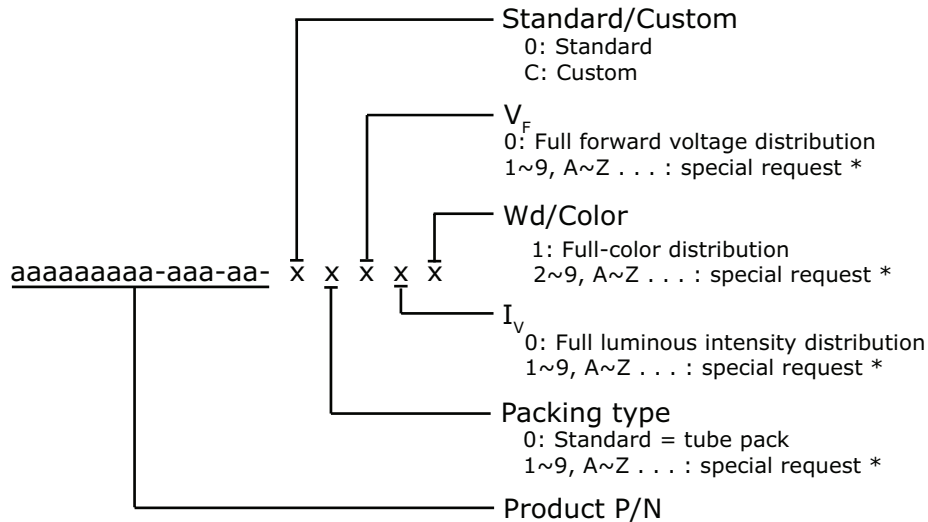 Standard/Custom
0: Standard
C: Custom
VF
0: Full forward voltage distribution
1~9, A~Z . . . : special request *
Wd/Color
1: Full-color distribution
2~9, A~Z . . . : special request *
aaaaaaaaa-aaa-aa- x x x x x
IV
0: Full luminous intensity distribution
1~9, A~Z . . . : special request *
Packing type
0: Standard = tube pack
1~9, A~Z . . . : special request *
Product P/N